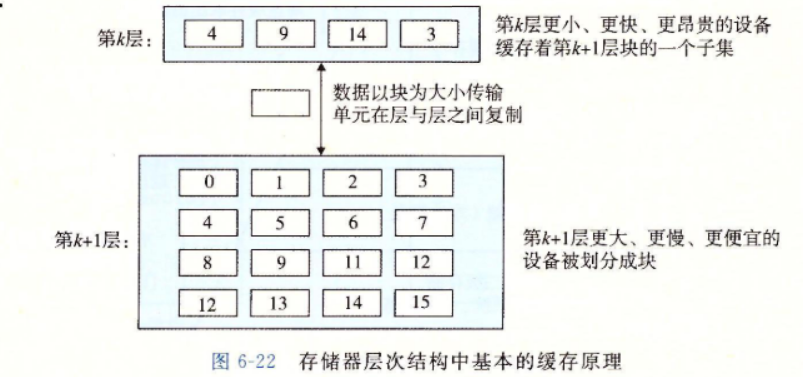 第k层：
4 9 14 3
第k层更小、更快、更昂贵的设备
缓存着第k+1层块的一个子集
数据以块为大小传输
单元在层与层之间复制
第k+1层：
0 1 2 3
4 5 6 7
8 9 11 12
12 13 14 15
第k+1层更大、更慢、更便宜的
设备被划分成块
图 6-22 存储器层次结构中基本的缓存原理